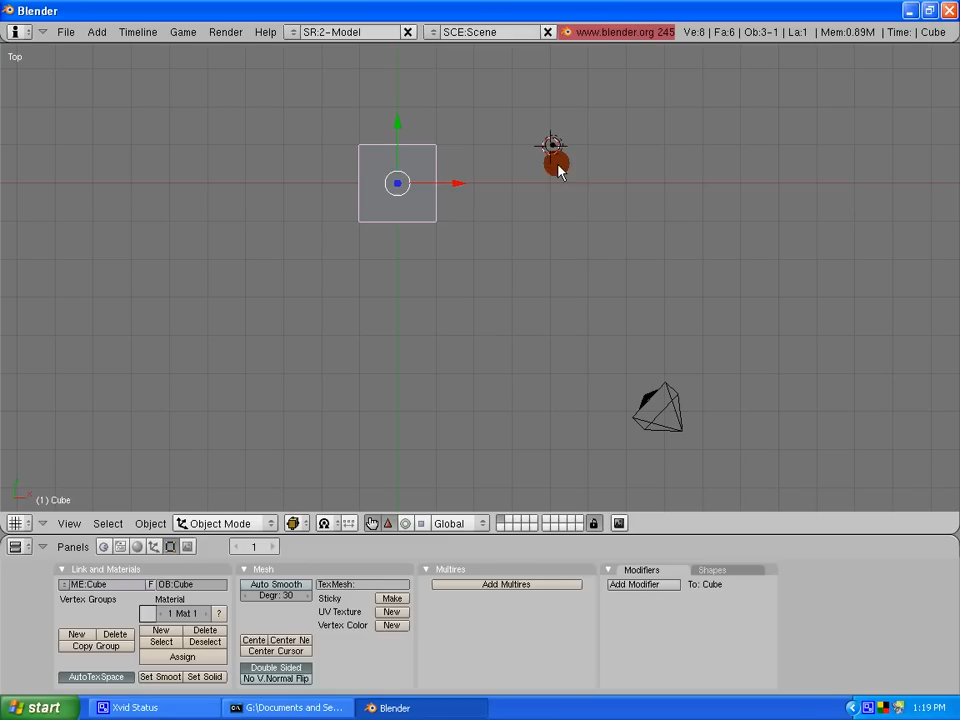 Blender
File Add Timeline Game Render Help SR:2-Model SCE:Scene www.blender.org 245 Ve:8 | Fa:6 | Ob:3-1 | La:1 | Mem:0.89M | Time: | Cube
Top
(1) Cube
View Select Object Object Mode Global
Panels 1
Link and Materials Mesh Multires Modifiers Shapes
ME:Cube F OB:Cube Auto Smooth TexMesh: Add Multires Add Modifier To: Cube
Degr: 30
Vertex Groups Material Sticky Make
1 Mat 1 ? UV Texture New
Vertex Color New
New Delete New Delete
Copy Group Select Deselect Cente Center Ne
Assign Center Cursor
Double Sided
AutoTexSpace Set Smoot Set Solid No V.Normal Flip
start Xvid Status G:\Documents and Se... Blender 1:19 PM